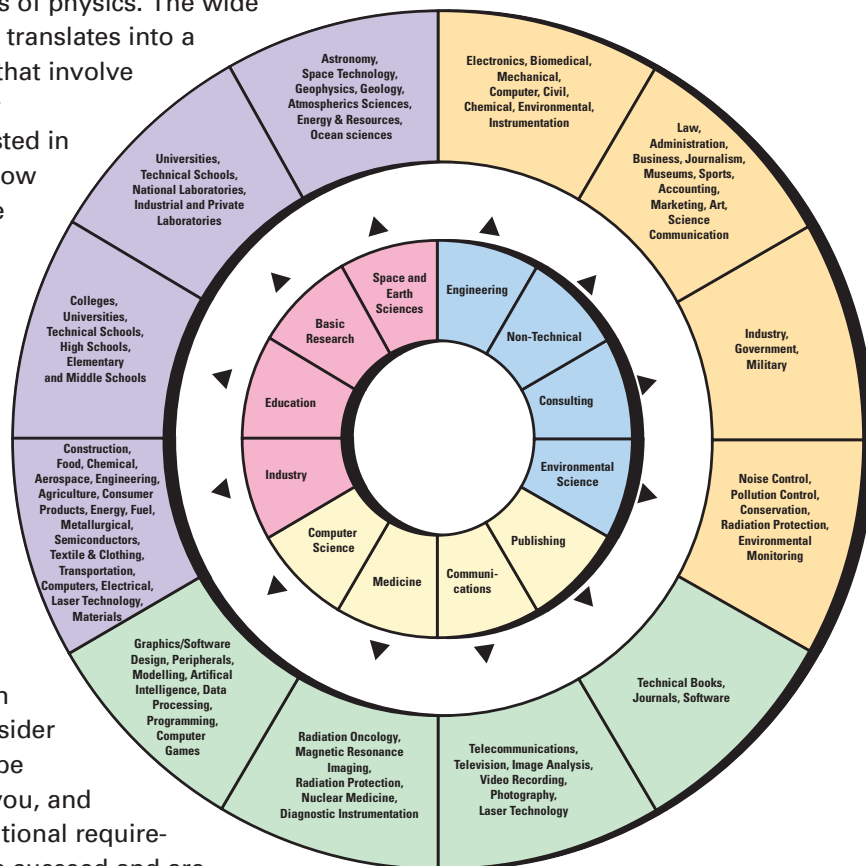 s of physics. The wide
translates into a
that involve
sted in
ow
e
n
sider
be
you, and
tional require-
succeed and are
Astronomy,
Space Technology,
Geophysics, Geology,
Atmospherics Sciences,
Energy & Resources,
Ocean sciences
Electronics, Biomedical,
Mechanical,
Computer, Civil,
Chemical, Environmental,
Instrumentation
Law,
Administration,
Business, Journalism,
Museums, Sports,
Accounting,
Marketing, Art,
Science
Communication
Industry,
Government,
Military
Noise Control,
Pollution Control,
Conservation,
Radiation Protection,
Environmental
Monitoring
Technical Books,
Journals, Software
Telecommunications,
Television, Image Analysis,
Video Recording,
Photography,
Laser Technology
Radiation Oncology,
Magnetic Resonance
Imaging,
Radiation Protection,
Nuclear Medicine,
Diagnostic Instrumentation
Graphics/Software
Design, Peripherals,
Modelling, Artifical
Intelligence, Data
Processing,
Programming,
Computer
Games
Construction,
Food, Chemical,
Aerospace, Engineering,
Agriculture, Consumer
Products, Energy, Fuel,
Metallurgical,
Semiconductors,
Textile & Clothing,
Transportation,
Computers, Electrical,
Laser Technology,
Materials
Colleges,
Universities,
Technical Schools,
High Schools,
Elementary
and Middle Schools
Universities,
Technical Schools,
National Laboratories,
Industrial and Private
Laboratories
Space and
Earth
Sciences
Engineering
Non-Technical
Consulting
Environmental
Science
Publishing
Communi-
cations
Medicine
Computer
Science
Industry
Education
Basic
Research